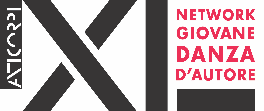 ANTICORPI
XL
NETWORK
GIOVANE
DANZA
D'AUTORE